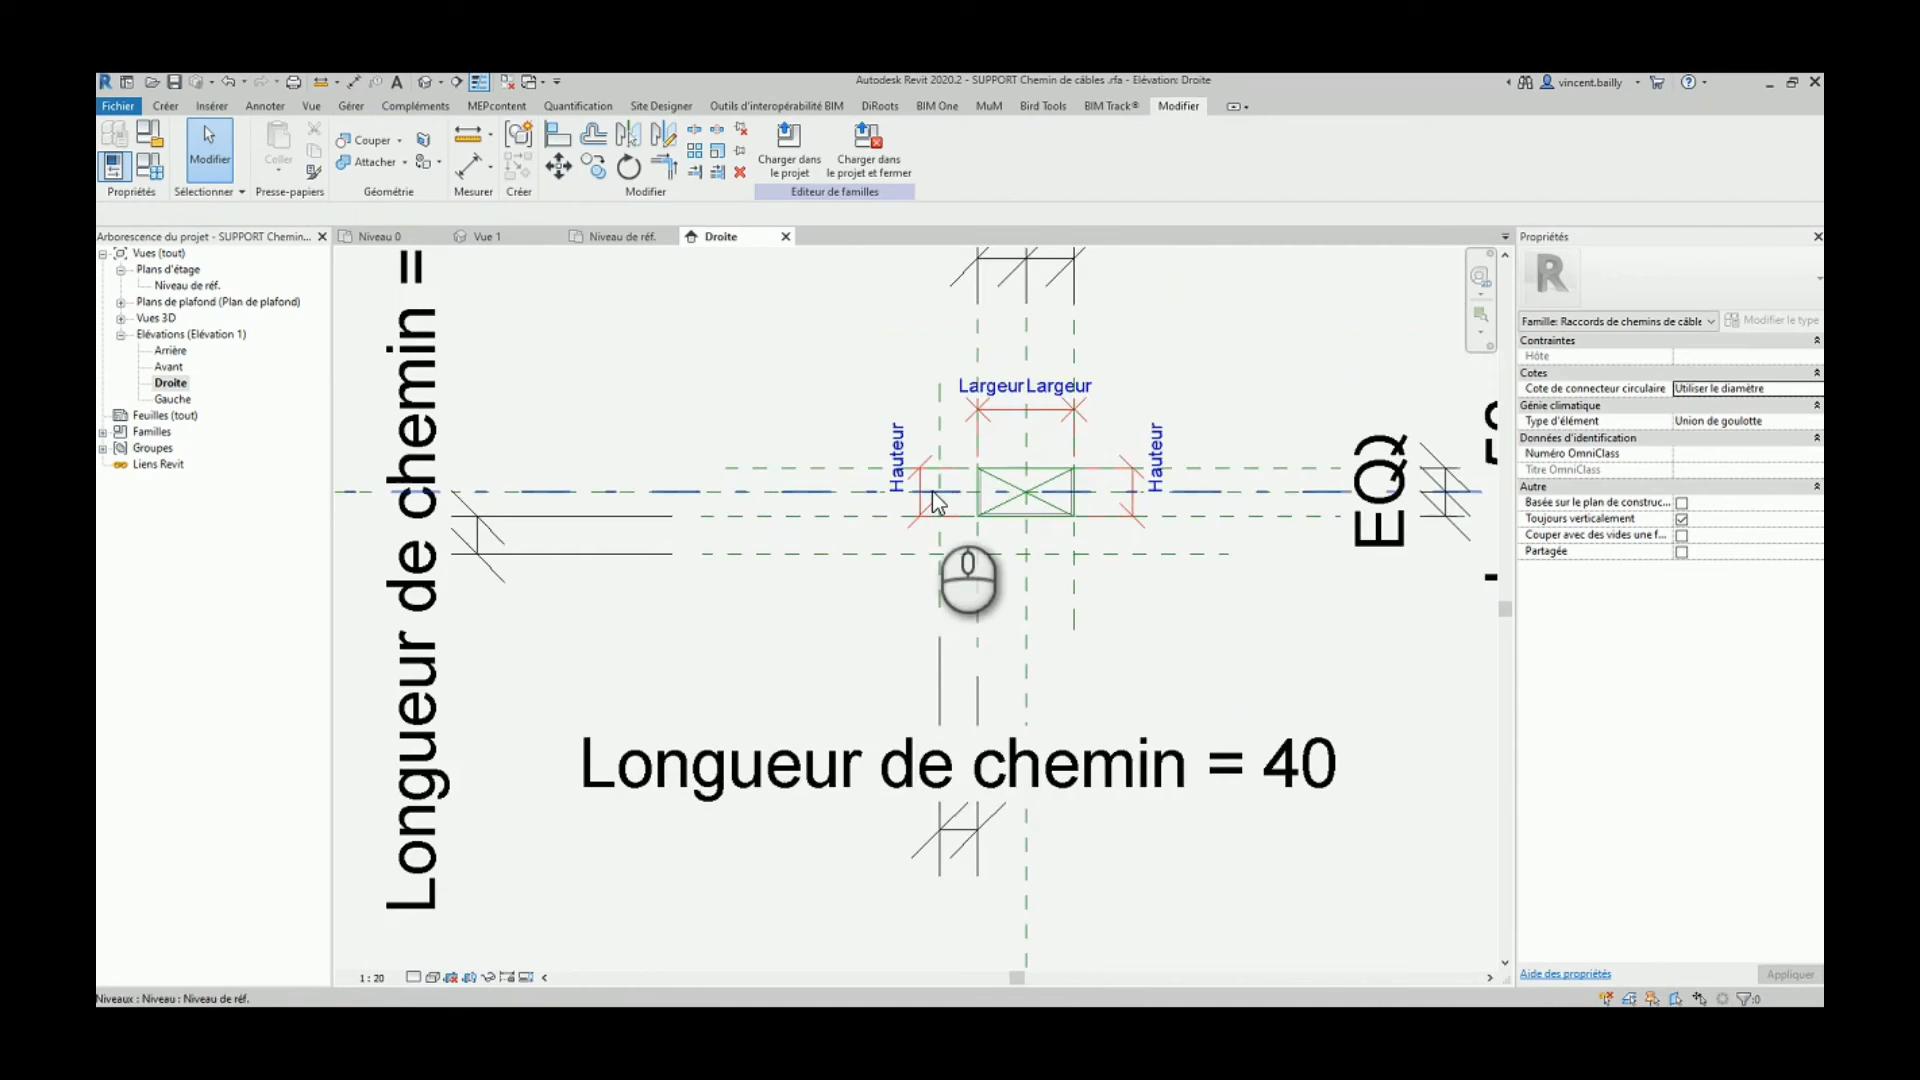 Autodesk Revit 2020.2 - SUPPORT Chemin de câbles .rfa - Elévation: Droite
vincent.bailly
Fichier Créer Insérer Annoter Vue Gérer Compléments MEPcontent Quantification Site Designer Outils d'interopérabilité BIM DiRoots BIM One MuM Bird Tools BIM Track® Modifier
Modifier
Coller
Couper
Attacher
Charger dans
le projet
Charger dans
le projet et fermer
Propriétés Sélectionner Presse-papiers Géométrie Mesurer Créer Modifier Editeur de familles
Arborescence du projet - SUPPORT Chemin...
Niveau 0
Vue 1
Niveau de réf.
Droite
Propriétés
Vues (tout)
Plans d'étage
Niveau de réf.
Plans de plafond (Plan de plafond)
Vues 3D
Elévations (Elévation 1)
Arrière
Avant
Droite
Gauche
Feuilles (tout)
Familles
Groupes
Liens Revit
Longueur de chemin =
Largeur Largeur
Hauteur
Hauteur
EQ
Longueur de chemin = 40
Famille: Raccords de chemins de câble
Modifier le type
Contraintes
Hôte
Cotes
Cote de connecteur circulaire Utiliser le diamètre
Génie climatique
Type d'élément Union de goulotte
Données d'identification
Numéro OmniClass
Titre OmniClass
Autre
Basée sur le plan de construc...
Toujours verticalement
Couper avec des vides une f...
Partagée
Aide des propriétés
Appliquer
1 : 20
Niveaux : Niveau : Niveau de réf.
:0